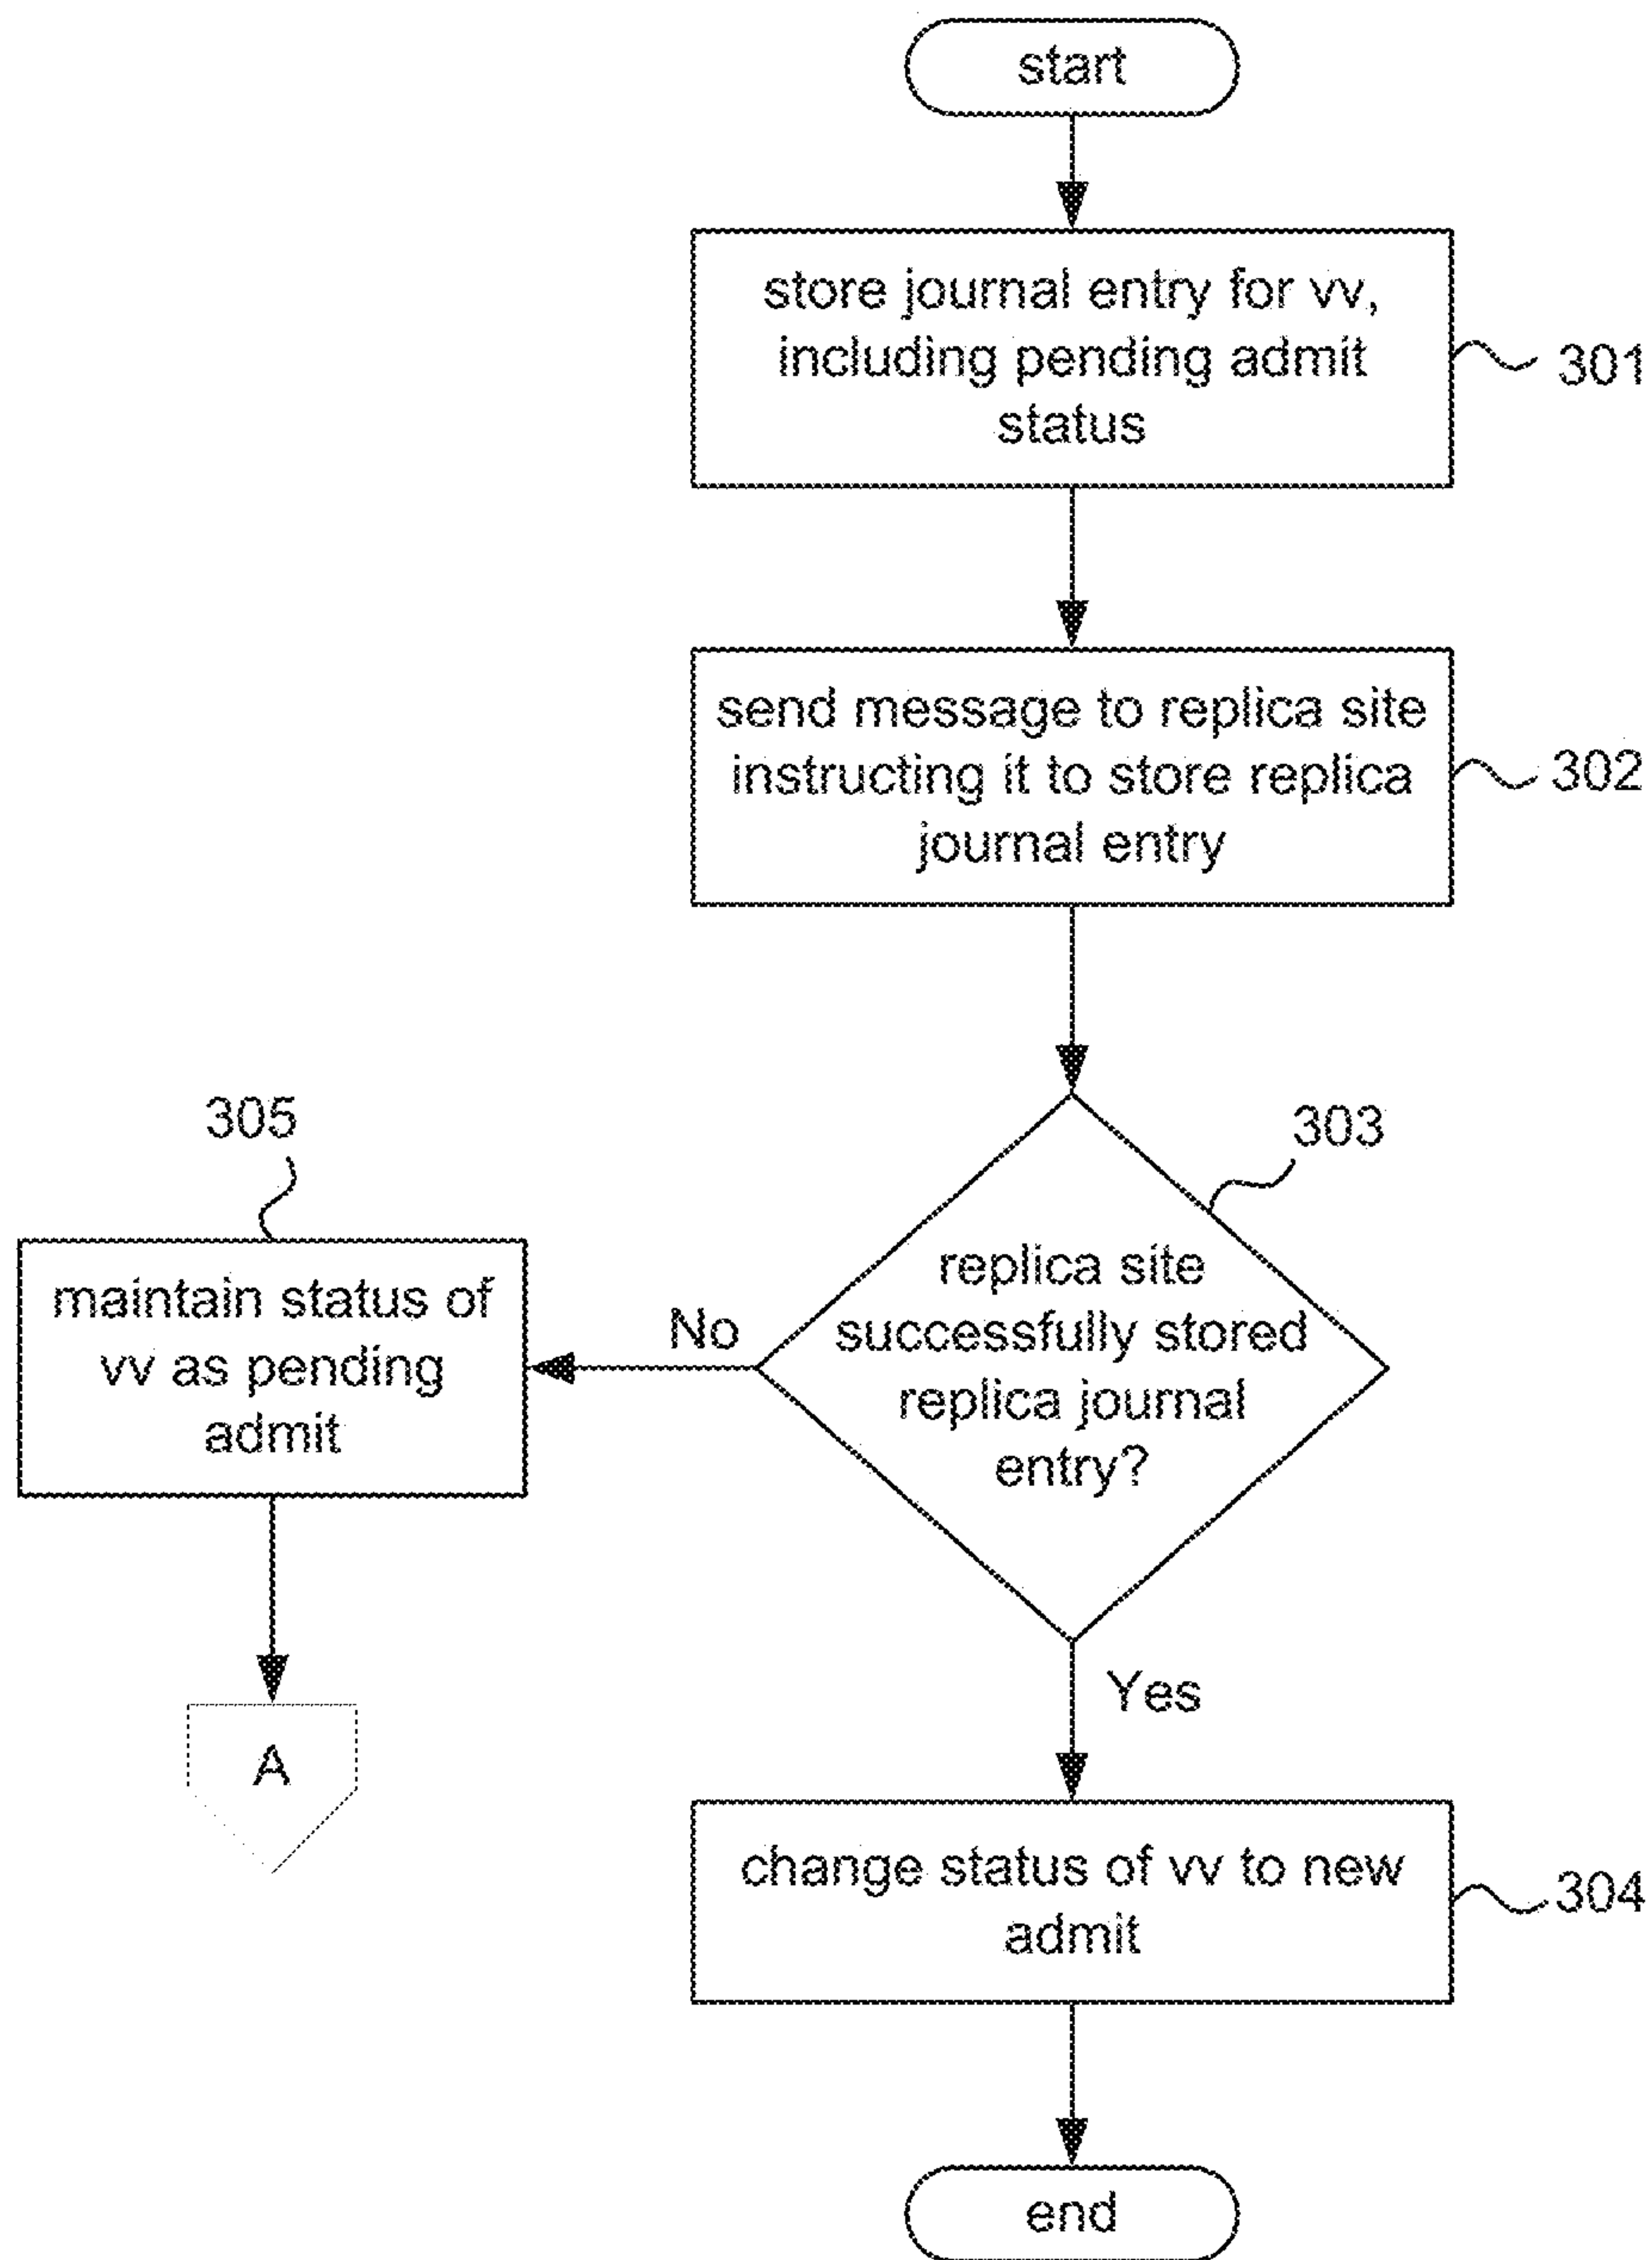 start
store journal entry for vv,
including pending admit
status
301
send message to replica site
instructing it to store replica
journal entry
302
303
replica site
successfully stored
replica journal
entry?
No
305
maintain status of
vv as pending
admit
A
Yes
change status of vv to new
admit
304
end